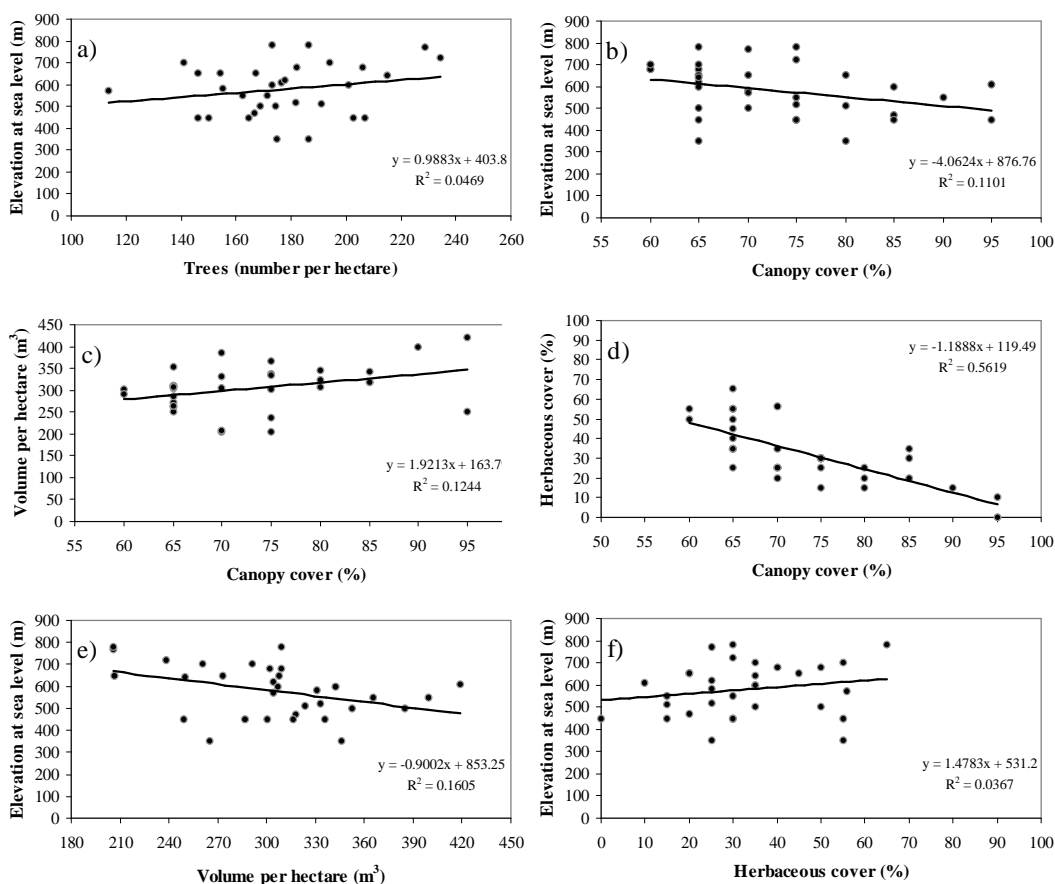 a)
Elevation at sea level (m)
900
800
700
600
500
400
300
200
100
0
y = 0.9883x + 403.8
R² = 0.0469
100 120 140 160 180 200 220 240 260
Trees (number per hectare)
b)
Elevation at sea level (m)
900
800
700
600
500
400
300
200
100
0
y = -4.0624x + 876.76
R² = 0.1101
55 60 65 70 75 80 85 90 95 100
Canopy cover (%)
c)
Volume per hectare (m³)
450
400
350
300
250
200
150
100
50
0
y = 1.9213x + 163.7
R² = 0.1244
55 60 65 70 75 80 85 90 95
Canopy cover (%)
d)
Herbaceous cover (%)
100
90
80
70
60
50
40
30
20
10
0
y = -1.1888x + 119.49
R² = 0.5619
50 55 60 65 70 75 80 85 90 95 100
Canopy cover (%)
e)
Elevation at sea level (m)
900
800
700
600
500
400
300
200
100
0
y = -0.9002x + 853.25
R² = 0.1605
180 210 240 270 300 330 360 390 420 450
Volume per hectare (m³)
f)
Elevation at sea level (m)
900
800
700
600
500
400
300
200
100
0
y = 1.4783x + 531.2
R² = 0.0367
0 10 20 30 40 50 60 70 80 90 100
Herbaceous cover (%)